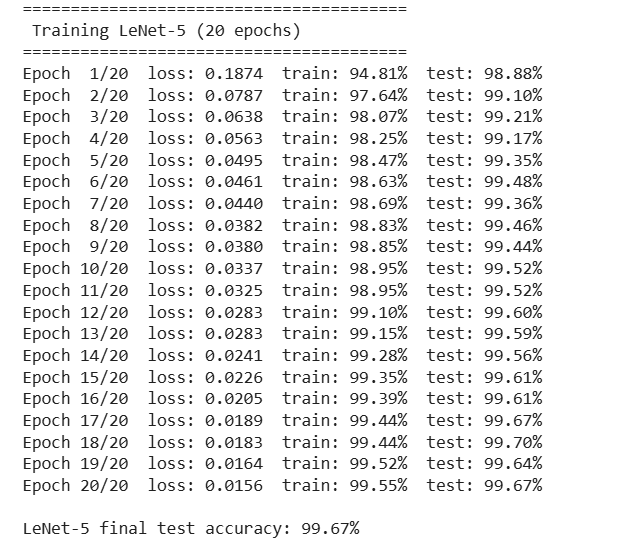 ========================================
Training LeNet-5 (20 epochs)
========================================
Epoch  1/20  loss: 0.1874  train: 94.81%  test: 98.88%
Epoch  2/20  loss: 0.0787  train: 97.64%  test: 99.10%
Epoch  3/20  loss: 0.0638  train: 98.07%  test: 99.21%
Epoch  4/20  loss: 0.0563  train: 98.25%  test: 99.17%
Epoch  5/20  loss: 0.0495  train: 98.47%  test: 99.35%
Epoch  6/20  loss: 0.0461  train: 98.63%  test: 99.48%
Epoch  7/20  loss: 0.0440  train: 98.69%  test: 99.36%
Epoch  8/20  loss: 0.0382  train: 98.83%  test: 99.46%
Epoch  9/20  loss: 0.0380  train: 98.85%  test: 99.44%
Epoch 10/20  loss: 0.0337  train: 98.95%  test: 99.52%
Epoch 11/20  loss: 0.0325  train: 98.95%  test: 99.52%
Epoch 12/20  loss: 0.0283  train: 99.10%  test: 99.60%
Epoch 13/20  loss: 0.0283  train: 99.15%  test: 99.59%
Epoch 14/20  loss: 0.0241  train: 99.28%  test: 99.56%
Epoch 15/20  loss: 0.0226  train: 99.35%  test: 99.61%
Epoch 16/20  loss: 0.0205  train: 99.39%  test: 99.61%
Epoch 17/20  loss: 0.0189  train: 99.44%  test: 99.67%
Epoch 18/20  loss: 0.0183  train: 99.44%  test: 99.70%
Epoch 19/20  loss: 0.0164  train: 99.52%  test: 99.64%
Epoch 20/20  loss: 0.0156  train: 99.55%  test: 99.67%
LeNet-5 final test accuracy: 99.67%